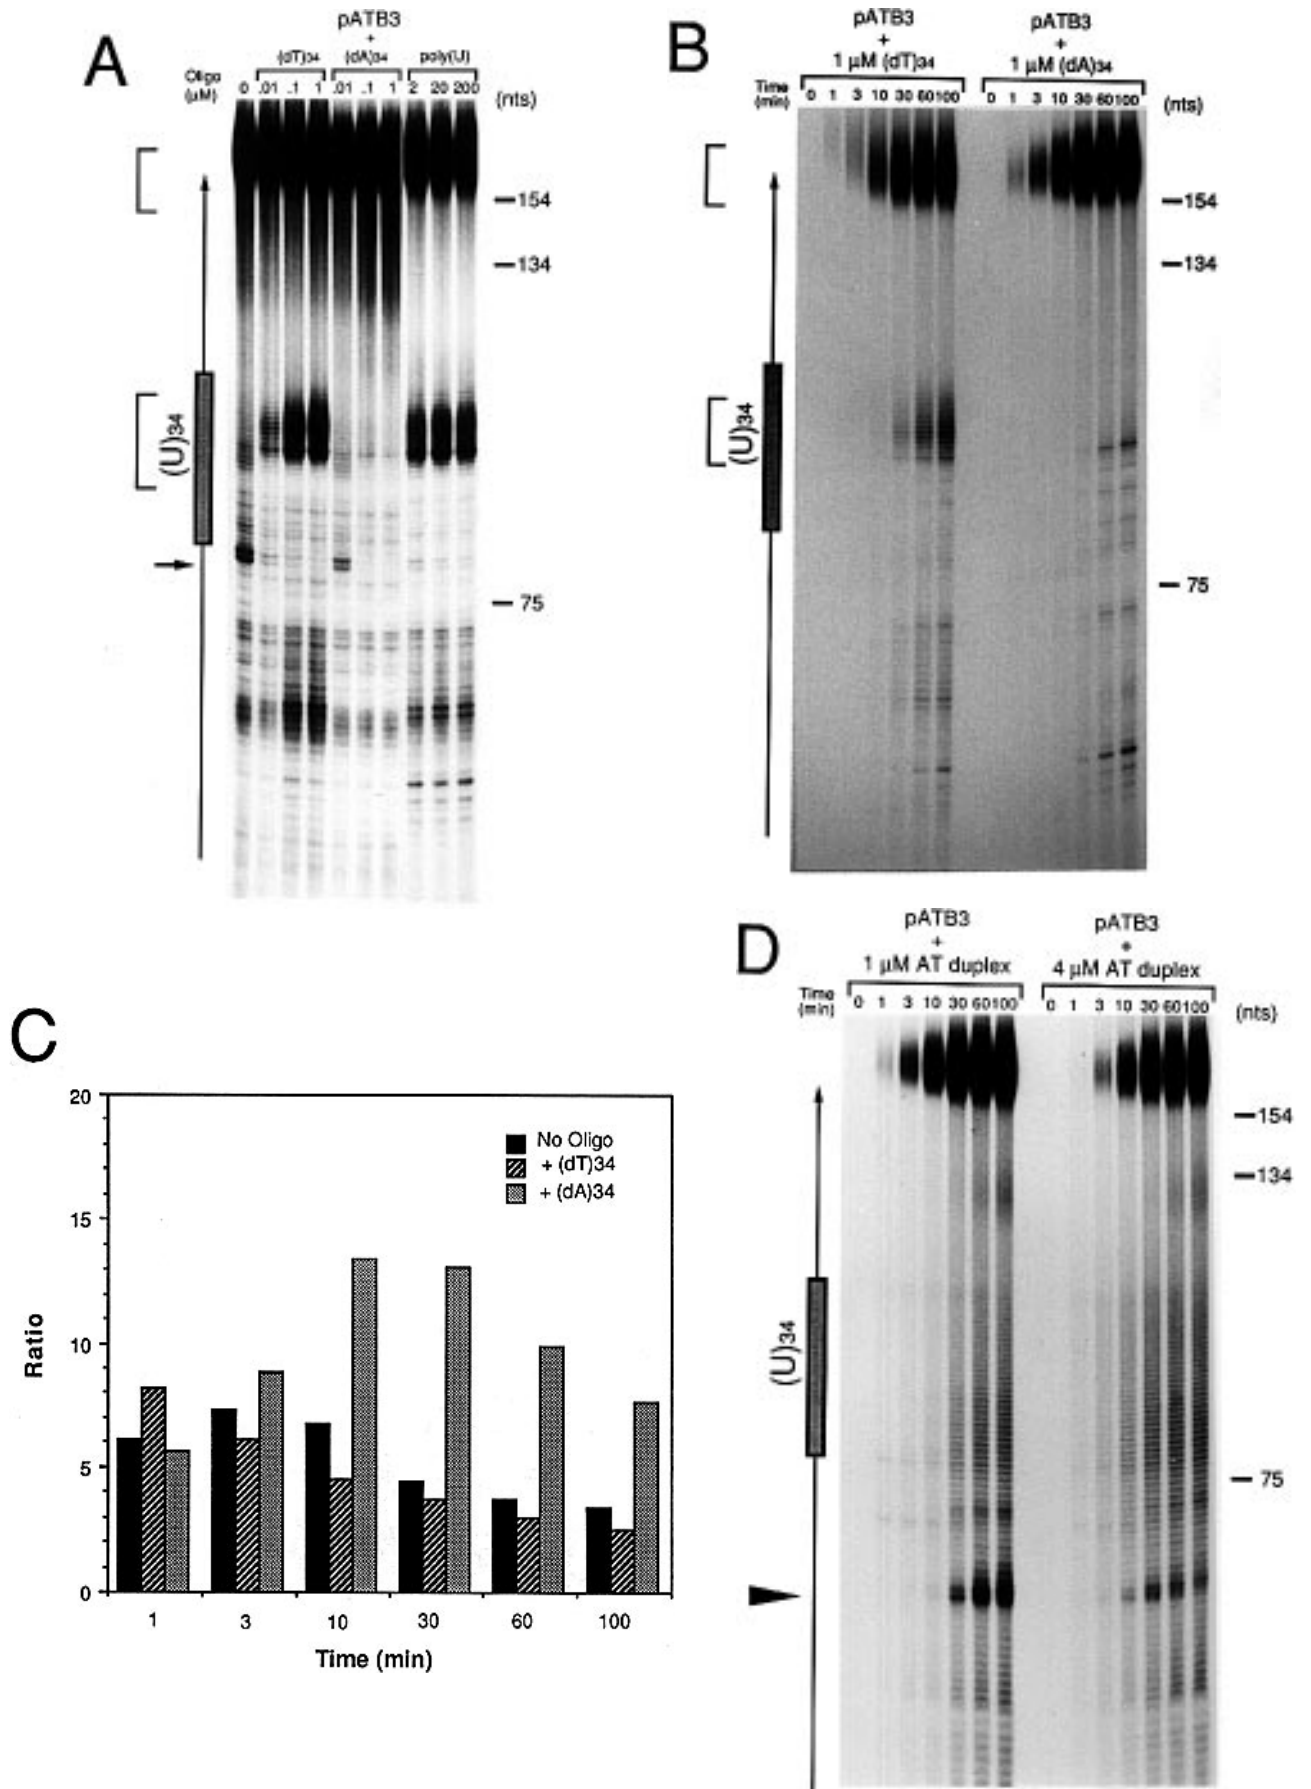 A
pATB3
+
(dT)34 (dA)34 poly(U)
Oligo
(µM)
0 .01 .1 1 .01 .1 1 2 20 200
(nts)
154
134
(U)34
75
B
pATB3
+
1 µM (dT)34
pATB3
+
1 µM (dA)34
Time
(min)
0 1 3 10 30 60 100 0 1 3 10 30 60 100
(nts)
154
134
(U)34
75
C
20
15
10
5
0
Ratio
No Oligo
+ (dT)34
+ (dA)34
1 3 10 30 60 100
Time (min)
D
pATB3
+
1 µM AT duplex
pATB3
+
4 µM AT duplex
Time
(min)
0 1 3 10 30 60 100 0 1 3 10 30 60 100
(nts)
154
134
(U)34
75